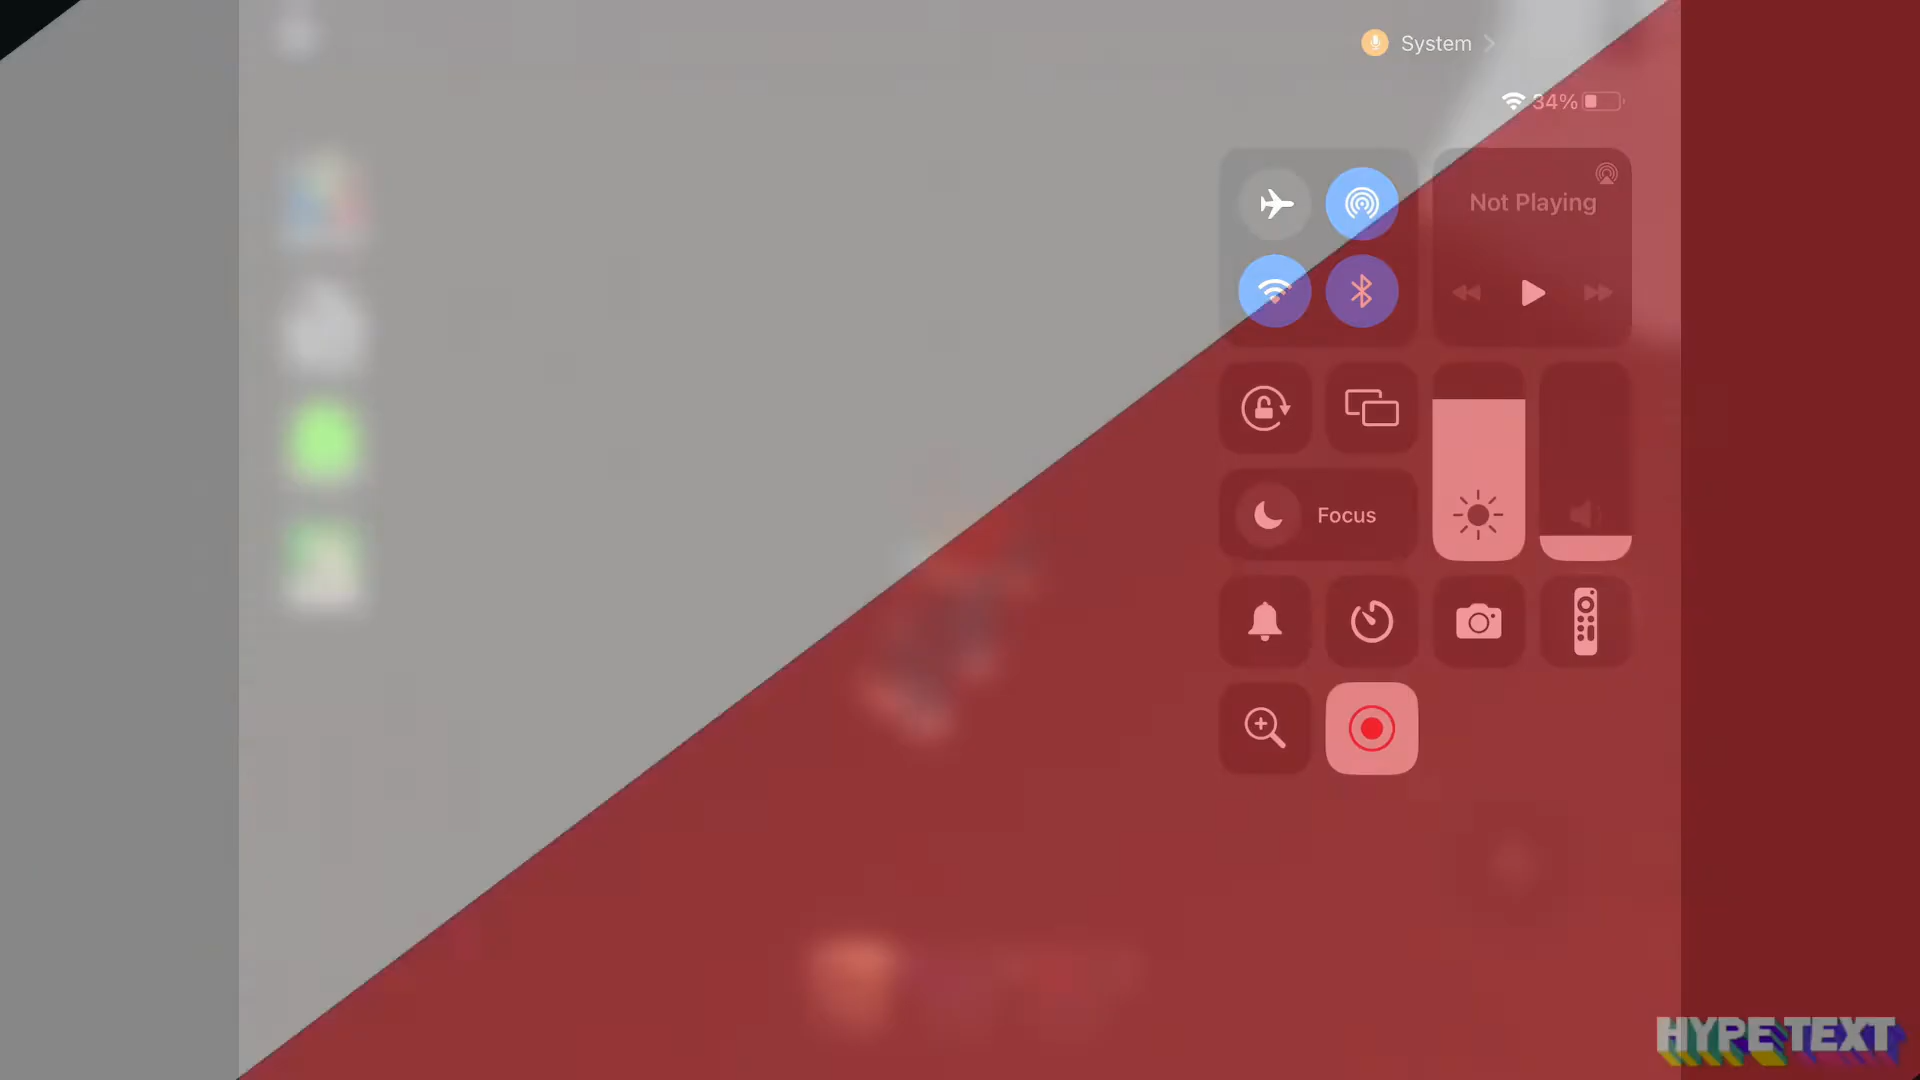 System
34%
Not Playing
Focus
HYPE TEXT